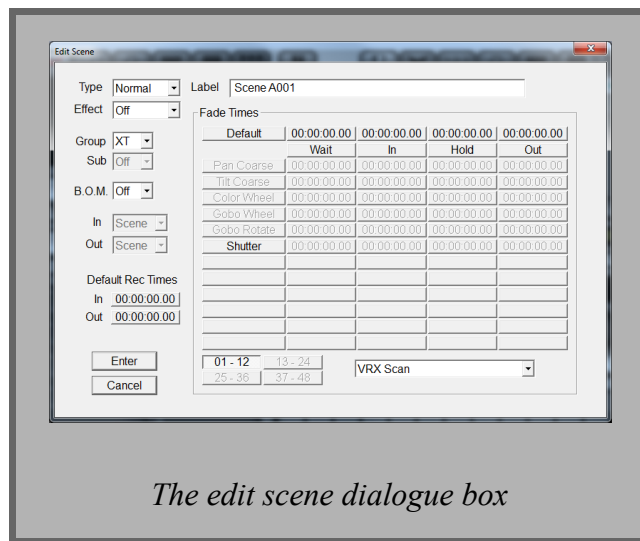 Edit Scene
Type Normal Label Scene A001
Effect Off
Fade Times
Default 00:00:00.00 00:00:00.00 00:00:00.00 00:00:00.00
Wait In Hold Out
Group XT
Sub Off
Pan Coarse 00:00:00.00 00:00:00.00 00:00:00.00 00:00:00.00
Tilt Coarse 00:00:00.00 00:00:00.00 00:00:00.00 00:00:00.00
B.O.M. Off
Color Wheel 00:00:00.00 00:00:00.00 00:00:00.00 00:00:00.00
Gobo Wheel 00:00:00.00 00:00:00.00 00:00:00.00 00:00:00.00
In Scene
Gobo Rotate 00:00:00.00 00:00:00.00 00:00:00.00 00:00:00.00
Out Scene
Shutter 00:00:00.00 00:00:00.00 00:00:00.00 00:00:00.00
Default Rec Times
In 00:00:00.00
Out 00:00:00.00
Enter
Cancel
01 - 12 13 - 24
25 - 36 37 - 48
VRX Scan
The edit scene dialogue box